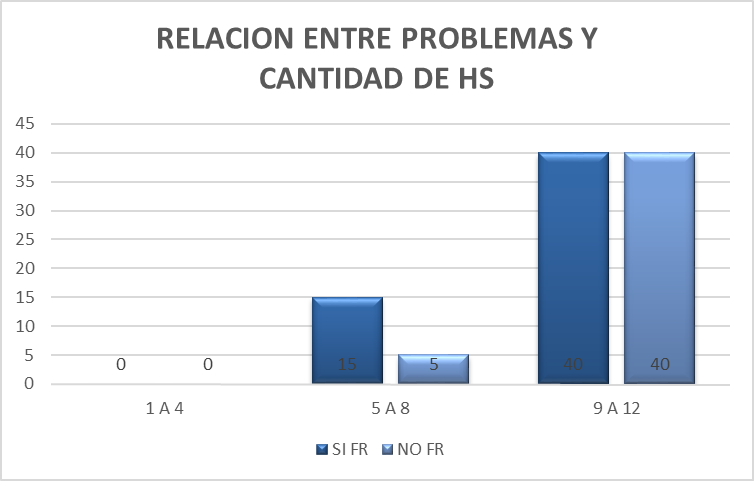 RELACION ENTRE PROBLEMAS Y
CANTIDAD DE HS
45
40
35
30
25
20
15
10
5
0
0 0 15 5 40 40
1 A 4 5 A 8 9 A 12
SI FR NO FR